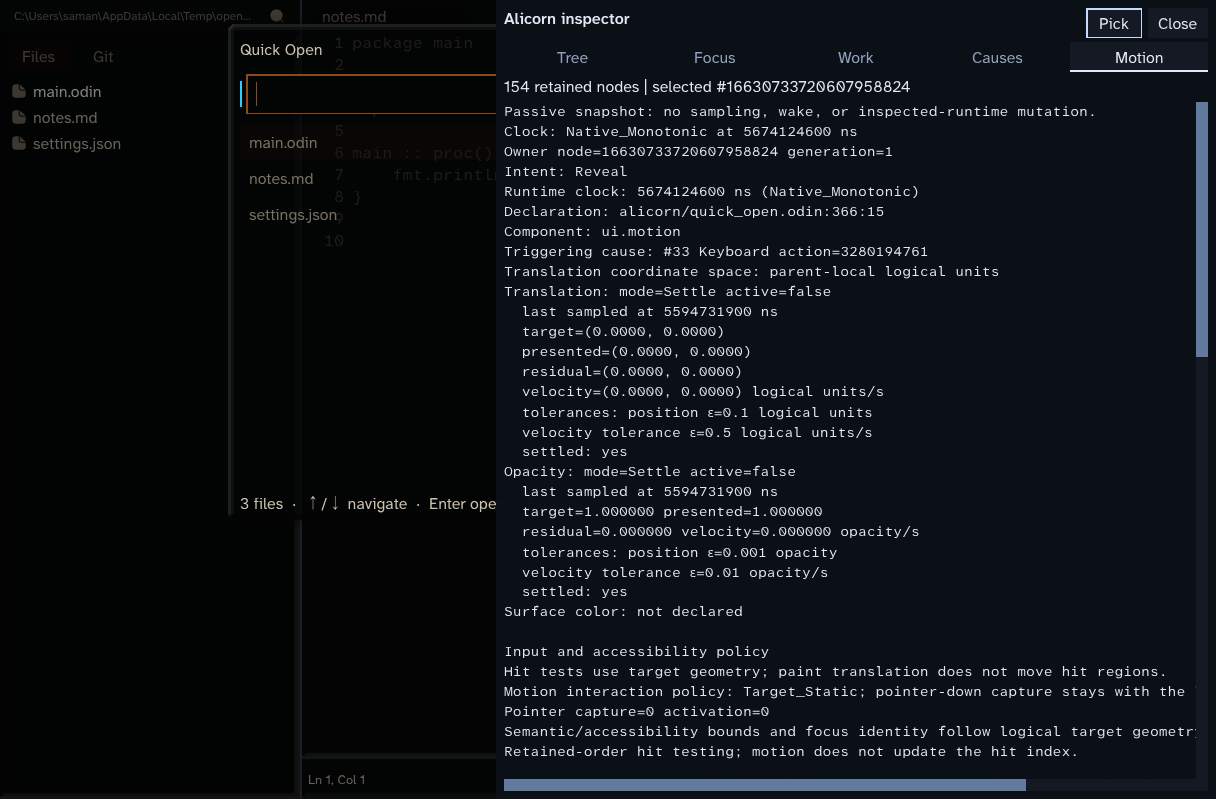 C:\Users\saman\AppData\Local\Temp\open...
Files
Git
main.odin
notes.md
settings.json
notes.md
1 package main
2
5
6 main :: proc()
7 fmt.println
8 }
9
10
Ln 1, Col 1
Quick Open
main.odin
notes.md
settings.json
3 files · ↑/↓ navigate · Enter ope
Alicorn inspector
Pick
Close
Tree
Focus
Work
Causes
Motion
154 retained nodes | selected #16630733720607958824
Passive snapshot: no sampling, wake, or inspected-runtime mutation.
Clock: Native_Monotonic at 5674124600 ns
Owner node=16630733720607958824 generation=1
Intent: Reveal
Runtime clock: 5674124600 ns (Native_Monotonic)
Declaration: alicorn/quick_open.odin:366:15
Component: ui.motion
Triggering cause: #33 Keyboard action=3280194761
Translation coordinate space: parent-local logical units
Translation: mode=Settle active=false
last sampled at 5594731900 ns
target=(0.0000, 0.0000)
presented=(0.0000, 0.0000)
residual=(0.0000, 0.0000)
velocity=(0.0000, 0.0000) logical units/s
tolerances: position ε=0.1 logical units
velocity tolerance ε=0.5 logical units/s
settled: yes
Opacity: mode=Settle active=false
last sampled at 5594731900 ns
target=1.000000 presented=1.000000
residual=0.000000 velocity=0.000000 opacity/s
tolerances: position ε=0.001 opacity
velocity tolerance ε=0.01 opacity/s
settled: yes
Surface color: not declared
Input and accessibility policy
Hit tests use target geometry; paint translation does not move hit regions.
Motion interaction policy: Target_Static; pointer-down capture stays with the
Pointer capture=0 activation=0
Semantic/accessibility bounds and focus identity follow logical target geometry
Retained-order hit testing; motion does not update the hit index.